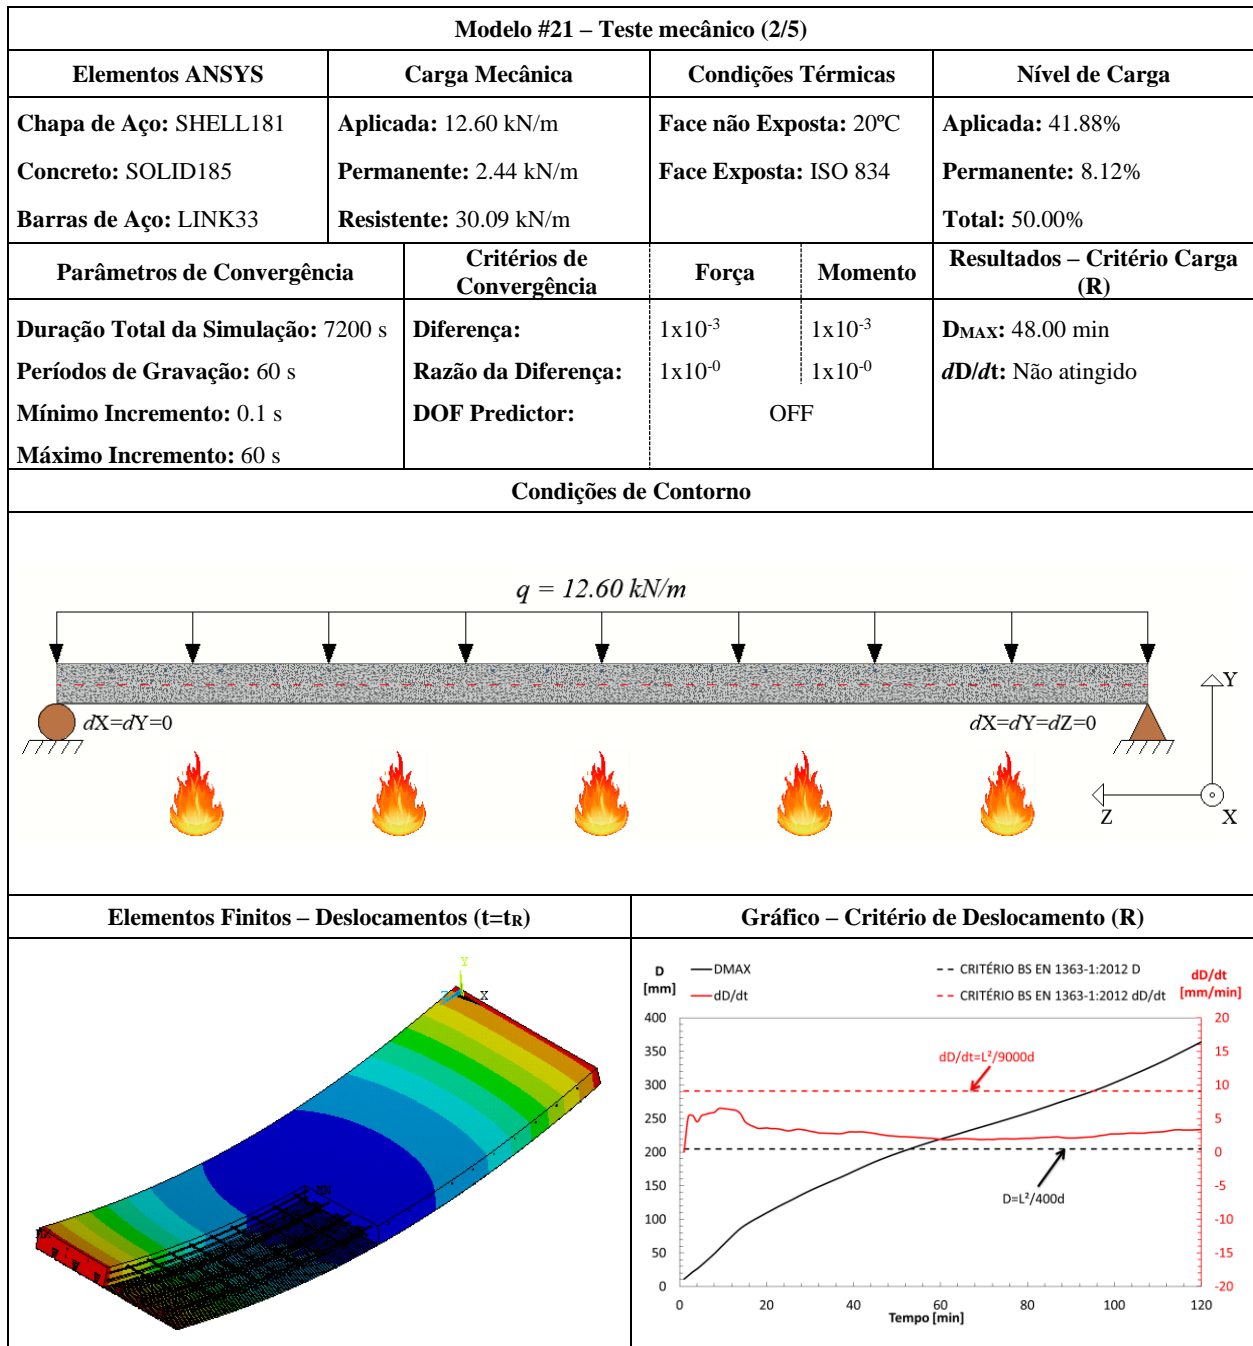 Modelo #21 – Teste mecânico (2/5)
Elementos ANSYS
Carga Mecânica
Condições Térmicas
Nível de Carga
Chapa de Aço: SHELL181
Concreto: SOLID185
Barras de Aço: LINK33
Aplicada: 12.60 kN/m
Permanente: 2.44 kN/m
Resistente: 30.09 kN/m
Face não Exposta: 20ºC
Face Exposta: ISO 834
Aplicada: 41.88%
Permanente: 8.12%
Total: 50.00%
Parâmetros de Convergência
Critérios de
Convergência
Força
Momento
Resultados – Critério Carga
(R)
Duração Total da Simulação: 7200 s
Períodos de Gravação: 60 s
Mínimo Incremento: 0.1 s
Máximo Incremento: 60 s
Diferença: 1x10⁻³ 1x10⁻³
Razão da Diferença: 1x10⁻⁰ 1x10⁻⁰
DOF Predictor: OFF
DMAX: 48.00 min
dD/dt: Não atingido
Condições de Contorno
q = 12.60 kN/m
dX=dY=0
dX=dY=dZ=0
Y
Z
X
Elementos Finitos – Deslocamentos (t=tR)
Gráfico – Critério de Deslocamento (R)
Y
Z
X
MN
D
[mm]
DMAX
dD/dt
CRITÉRIO BS EN 1363-1:2012 D
CRITÉRIO BS EN 1363-1:2012 dD/dt
dD/dt
[mm/min]
400
350
300
250
200
150
100
50
0
20
15
10
5
0
-5
-10
-15
-20
dD/dt=L²/9000d
D=L²/400d
0 20 40 60 80 100 120
Tempo [min]